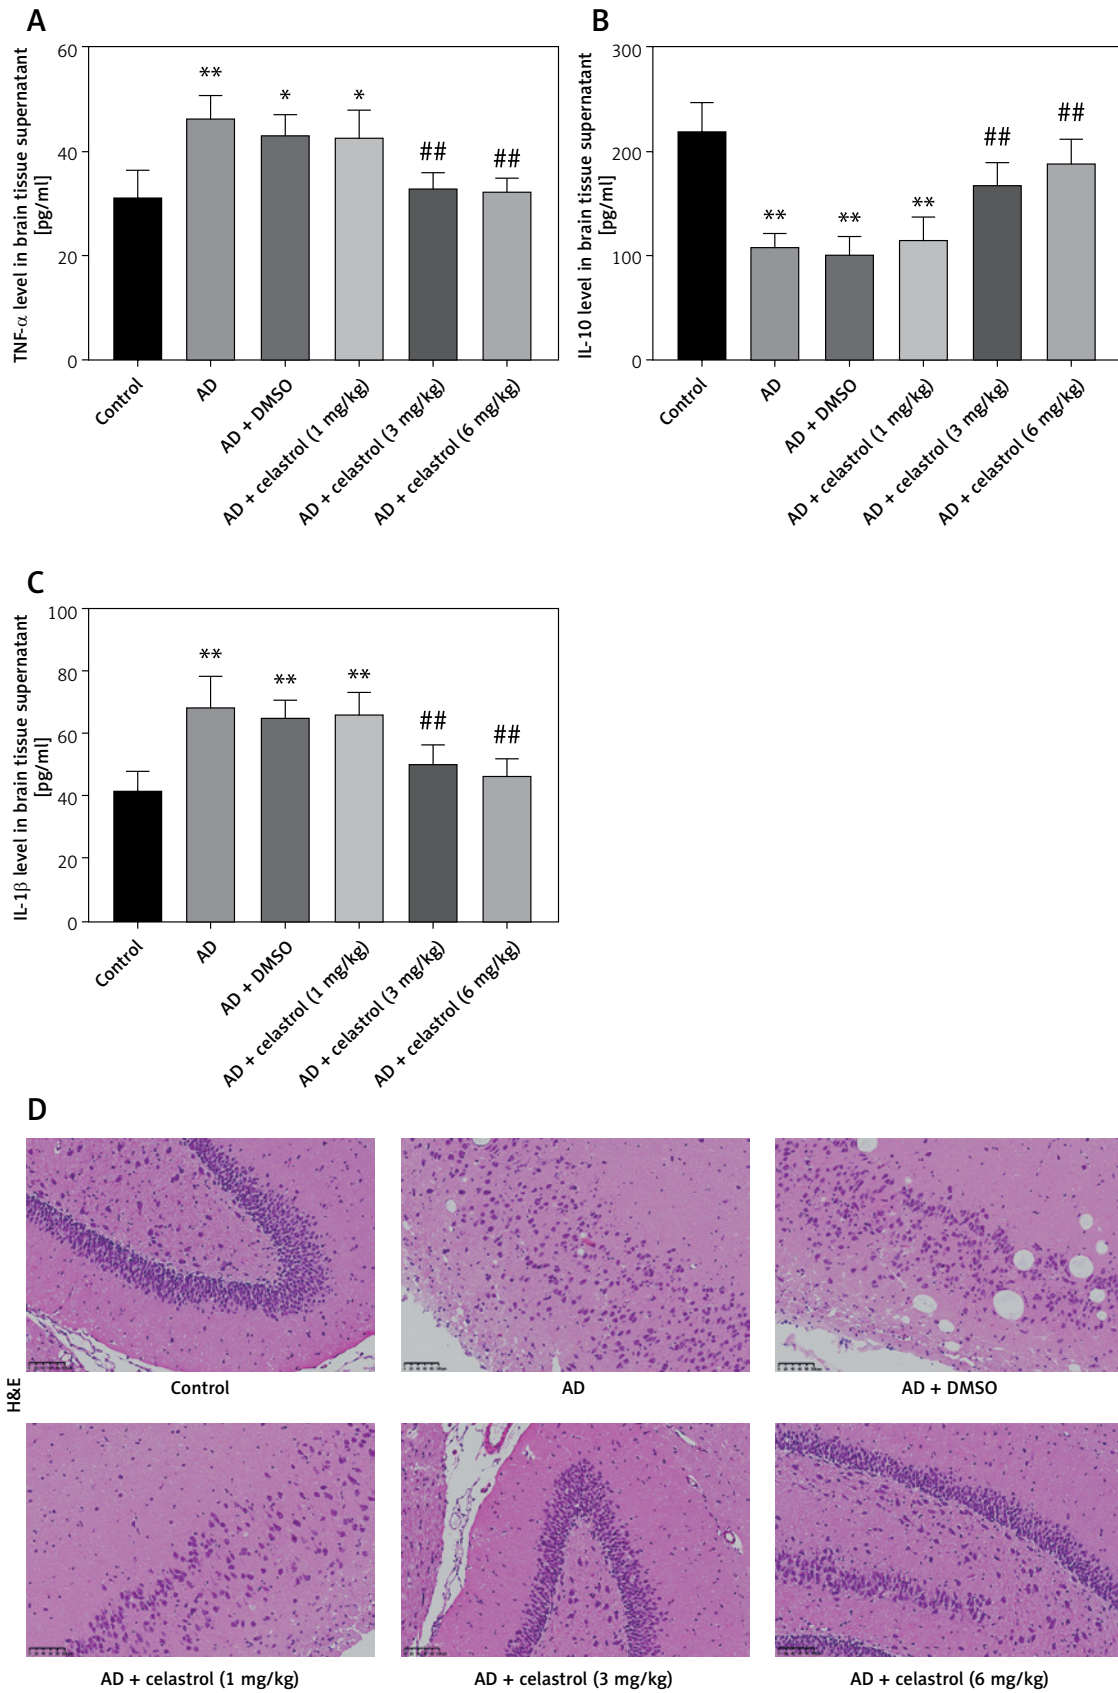 A
TNF-α level in brain tissue supernatant
[pg/ml]
60
40
20
0
**
*
*
##
##
Control
AD
AD + DMSO
AD + celastrol (1 mg/kg)
AD + celastrol (3 mg/kg)
AD + celastrol (6 mg/kg)
B
IL-10 level in brain tissue supernatant
[pg/ml]
300
200
100
0
**
**
**
##
##
Control
AD
AD + DMSO
AD + celastrol (1 mg/kg)
AD + celastrol (3 mg/kg)
AD + celastrol (6 mg/kg)
C
IL-1β level in brain tissue supernatant
[pg/ml]
100
80
60
40
20
0
**
**
**
##
##
Control
AD
AD + DMSO
AD + celastrol (1 mg/kg)
AD + celastrol (3 mg/kg)
AD + celastrol (6 mg/kg)
D
H&E
Control
AD
AD + DMSO
AD + celastrol (1 mg/kg)
AD + celastrol (3 mg/kg)
AD + celastrol (6 mg/kg)